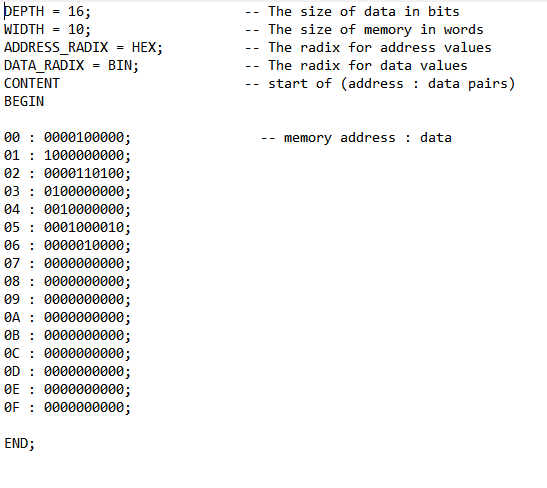 DEPTH = 16; -- The size of data in bits
WIDTH = 10; -- The size of memory in words
ADDRESS_RADIX = HEX; -- The radix for address values
DATA_RADIX = BIN; -- The radix for data values
CONTENT -- start of (address : data pairs)
BEGIN
00 : 0000100000; -- memory address : data
01 : 1000000000;
02 : 0000110100;
03 : 0100000000;
04 : 0010000000;
05 : 0001000010;
06 : 0000010000;
07 : 0000000000;
08 : 0000000000;
09 : 0000000000;
0A : 0000000000;
0B : 0000000000;
0C : 0000000000;
0D : 0000000000;
0E : 0000000000;
0F : 0000000000;
END;